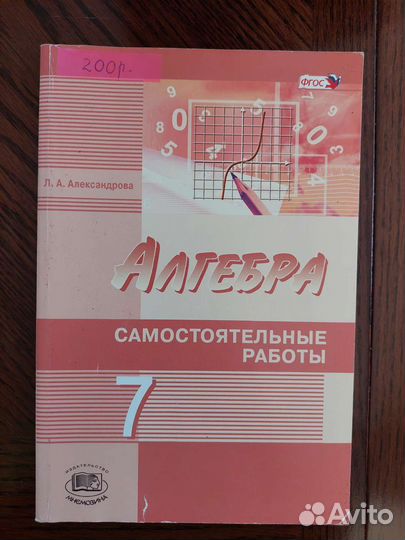 200р.
ФГОС
Л. А. Александрова
АЛГЕБРА
САМОСТОЯТЕЛЬНЫЕ
РАБОТЫ
7
ИЗДАТЕЛЬСТВО
МНЕМОЗИНА
Avito